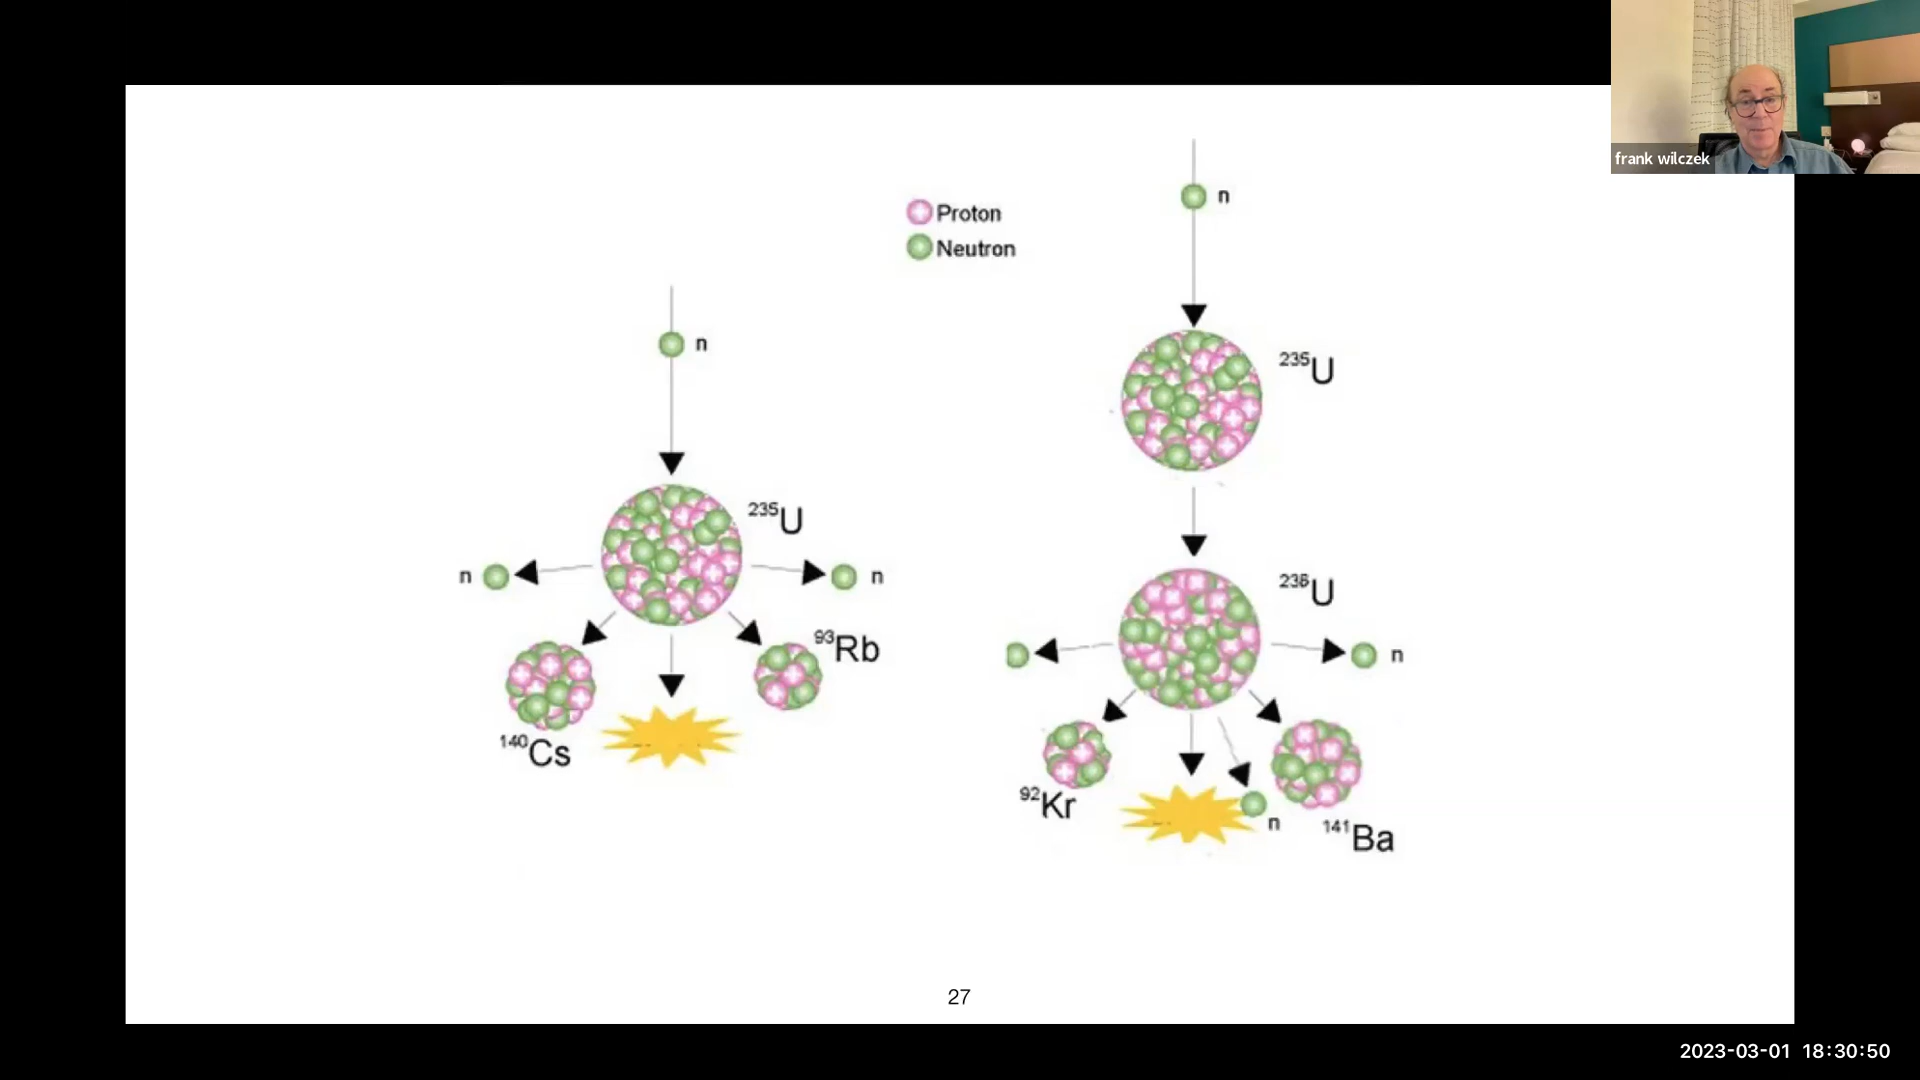 frank wilczek
n
Proton
Neutron
n
²³⁵U
²³⁵U
n
n
²³⁶U
⁹³Rb
n
¹⁴⁰Cs
⁹²Kr
n
¹⁴¹Ba
27
2023-03-01 18:30:50